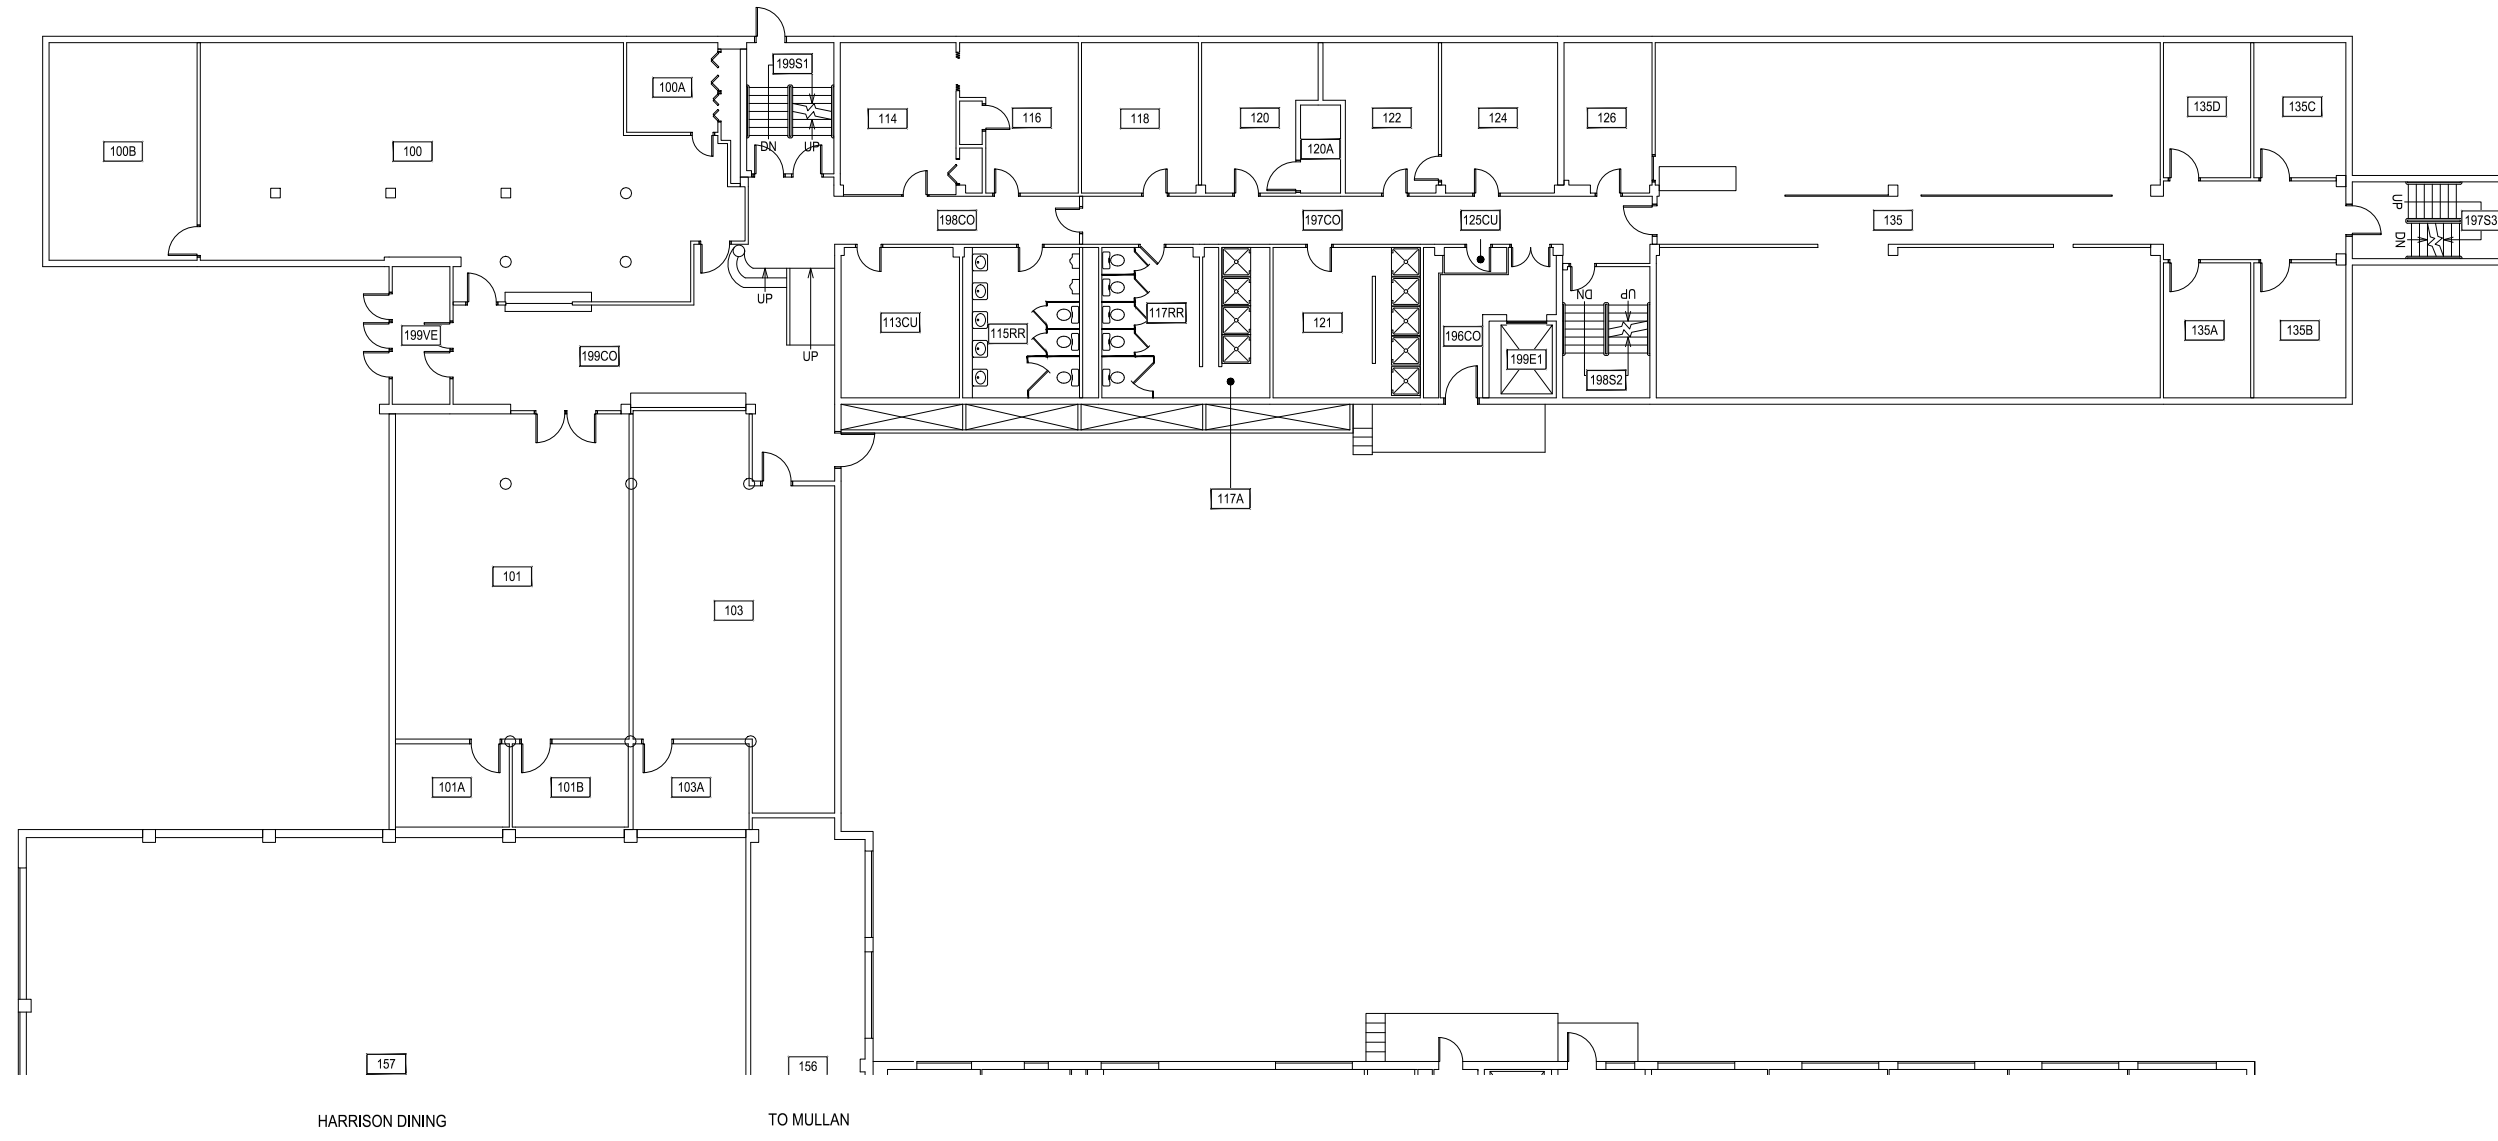 199S1
100A
DN
UP
100B
100
114
116
118
120
120A
122
124
126
135D
135C
198CO
197CO
125CU
135
UP
DN
197S3
UP
UP
113CU
115RR
117RR
121
196CO
199E1
DN
UP
198S2
135A
135B
199VE
199CO
117A
101
103
101A
101B
103A
157
156
HARRISON DINING
TO MULLAN